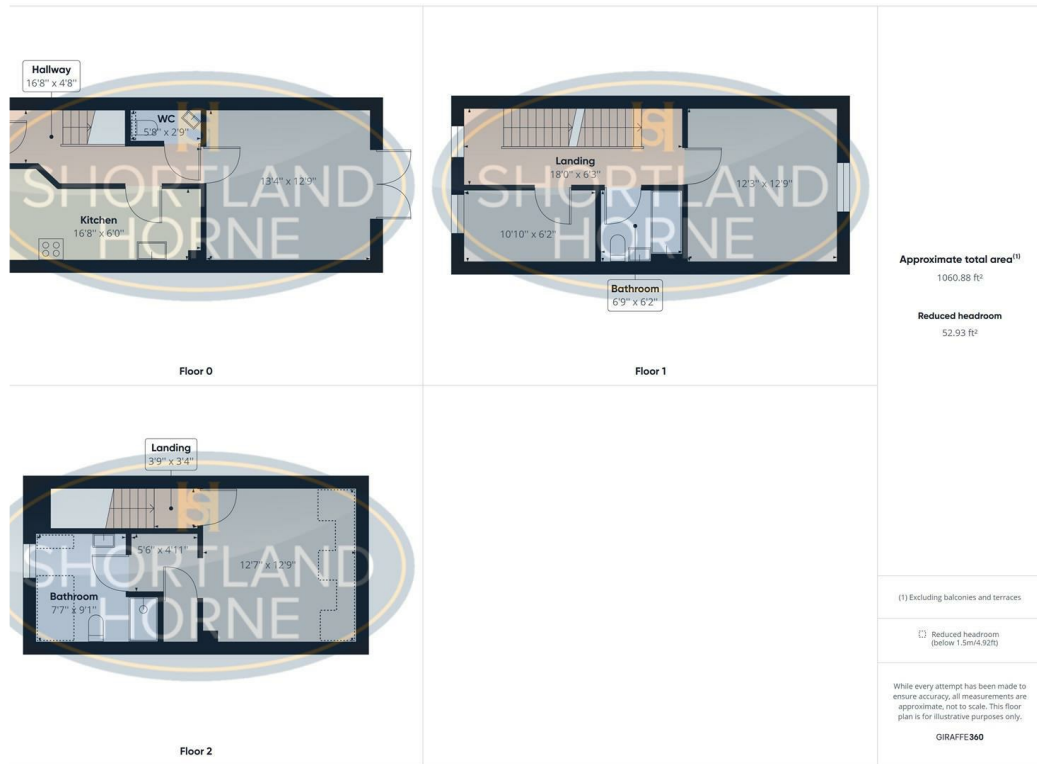 Hallway
16'8" x 4'8"
WC
5'8" x 2'9"
13'4" x 12'9"
Kitchen
16'8" x 6'0"
SHORTLAND
HORNE
Floor 0
Landing
18'0" x 6'3"
12'3" x 12'9"
10'10" x 6'2"
Bathroom
6'9" x 6'2"
SHORTLAND
HORNE
Floor 1
Approximate total area(1)
1060.88 ft²
Reduced headroom
52.93 ft²
Landing
3'9" x 3'4"
5'6" x 4'11"
12'7" x 12'9"
Bathroom
7'7" x 9'1"
SHORTLAND
HORNE
Floor 2
(1) Excluding balconies and terraces
Reduced headroom
(below 1.5m/4.92ft)
While every attempt has been made to
ensure accuracy, all measurements are
approximate, not to scale. This floor
plan is for illustrative purposes only.
GIRAFFE360